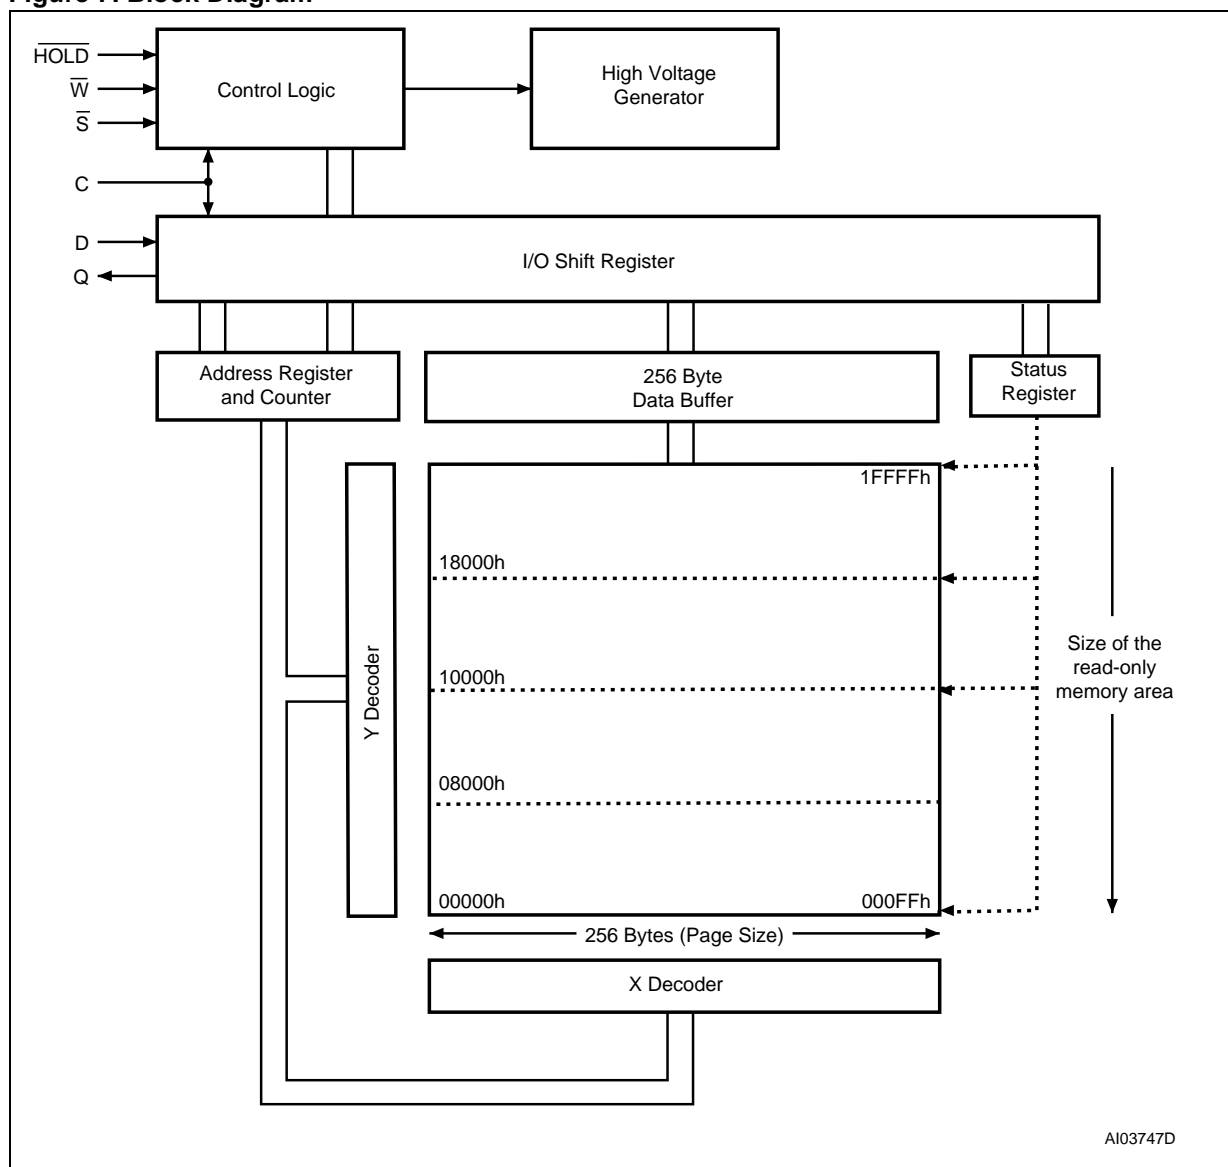 HOLD
W
S
C
D
Q
Control Logic
High Voltage
Generator
I/O Shift Register
Address Register
and Counter
256 Byte
Data Buffer
Status
Register
1FFFFh
18000h
10000h
08000h
00000h
000FFh
Y Decoder
Size of the
read-only
memory area
256 Bytes (Page Size)
X Decoder
AI03747D